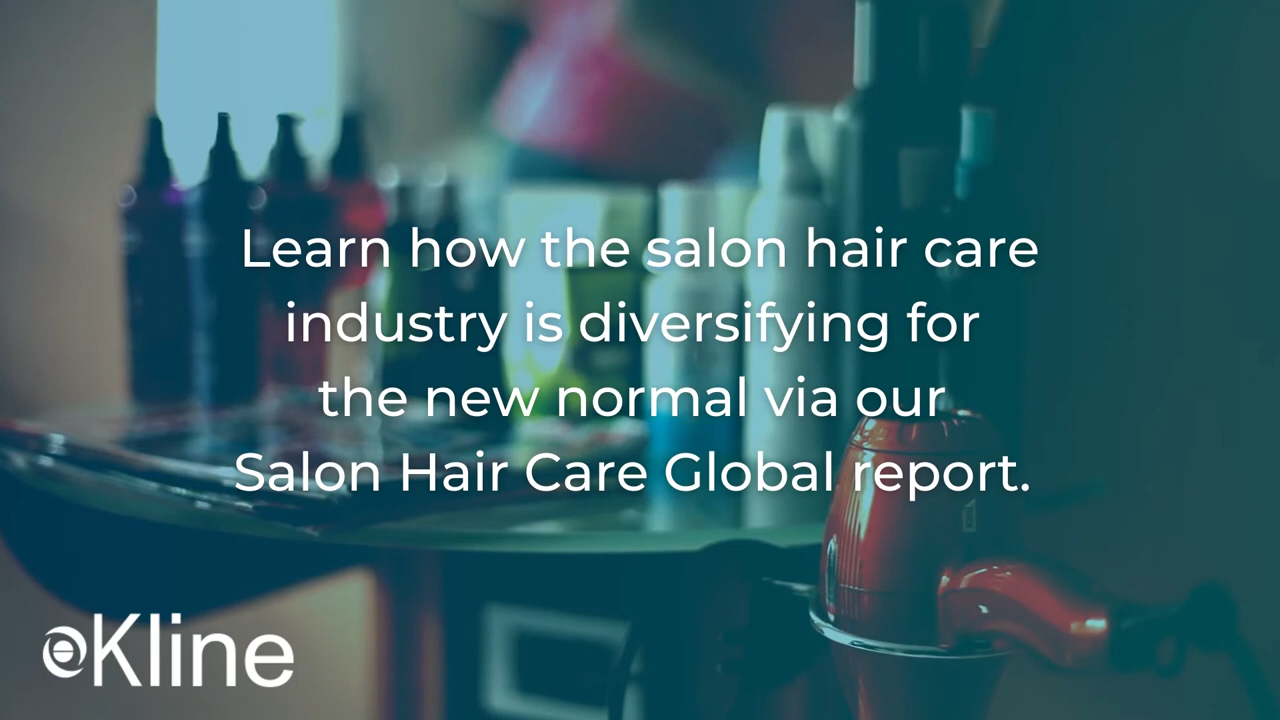 Learn how the salon hair care
industry is diversifying for
the new normal via our
Salon Hair Care Global report.
Kline